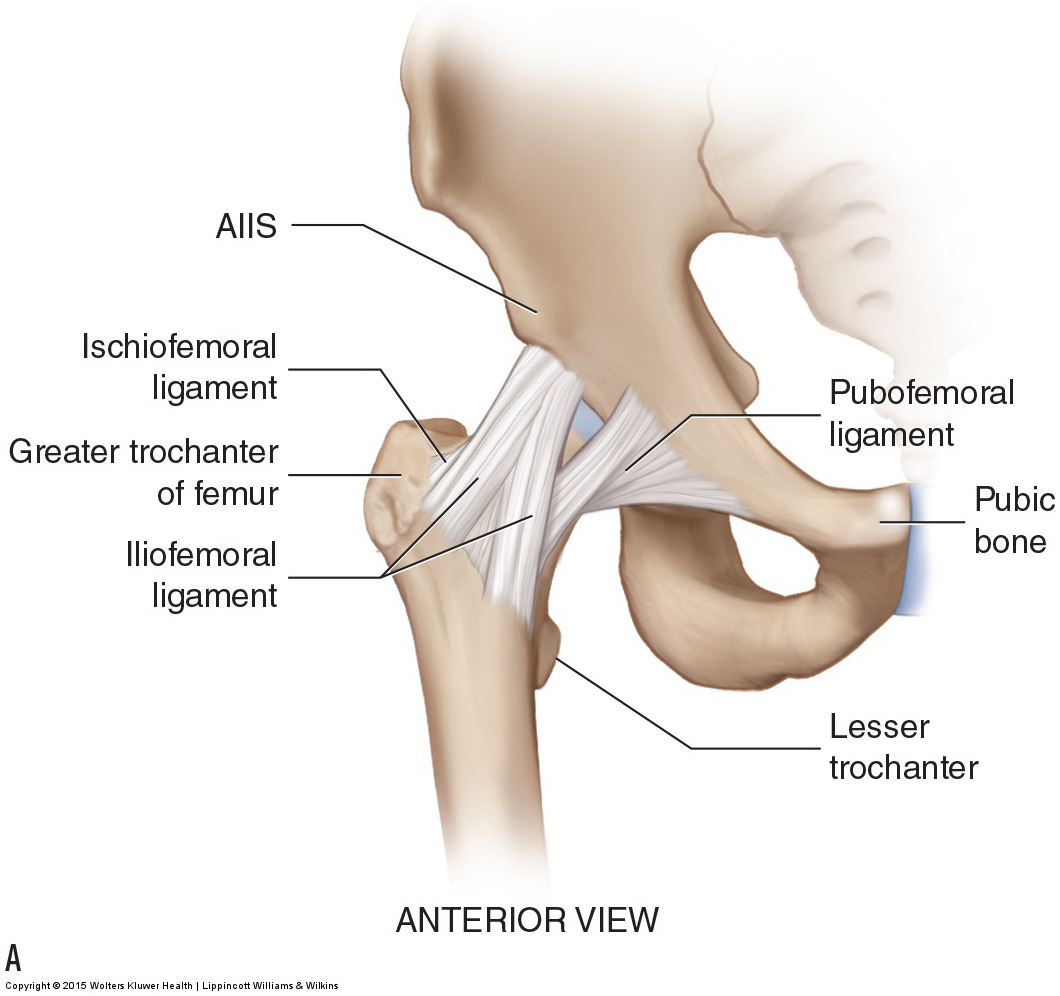 AIIS
Ischiofemoral
ligament
Greater trochanter
of femur
Iliofemoral
ligament
Pubofemoral
ligament
Pubic
bone
Lesser
trochanter
ANTERIOR VIEW
A
Copyright © 2015 Wolters Kluwer Health | Lippincott Williams & Wilkins